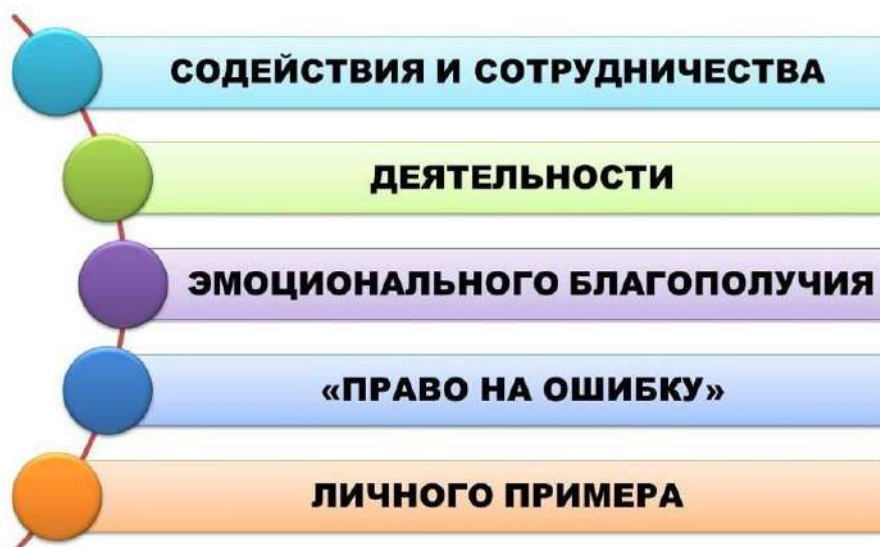 СОДЕЙСТВИЯ И СОТРУДНИЧЕСТВА
ДЕЯТЕЛЬНОСТИ
ЭМОЦИОНАЛЬНОГО БЛАГОПОЛУЧИЯ
«ПРАВО НА ОШИБКУ»
ЛИЧНОГО ПРИМЕРА